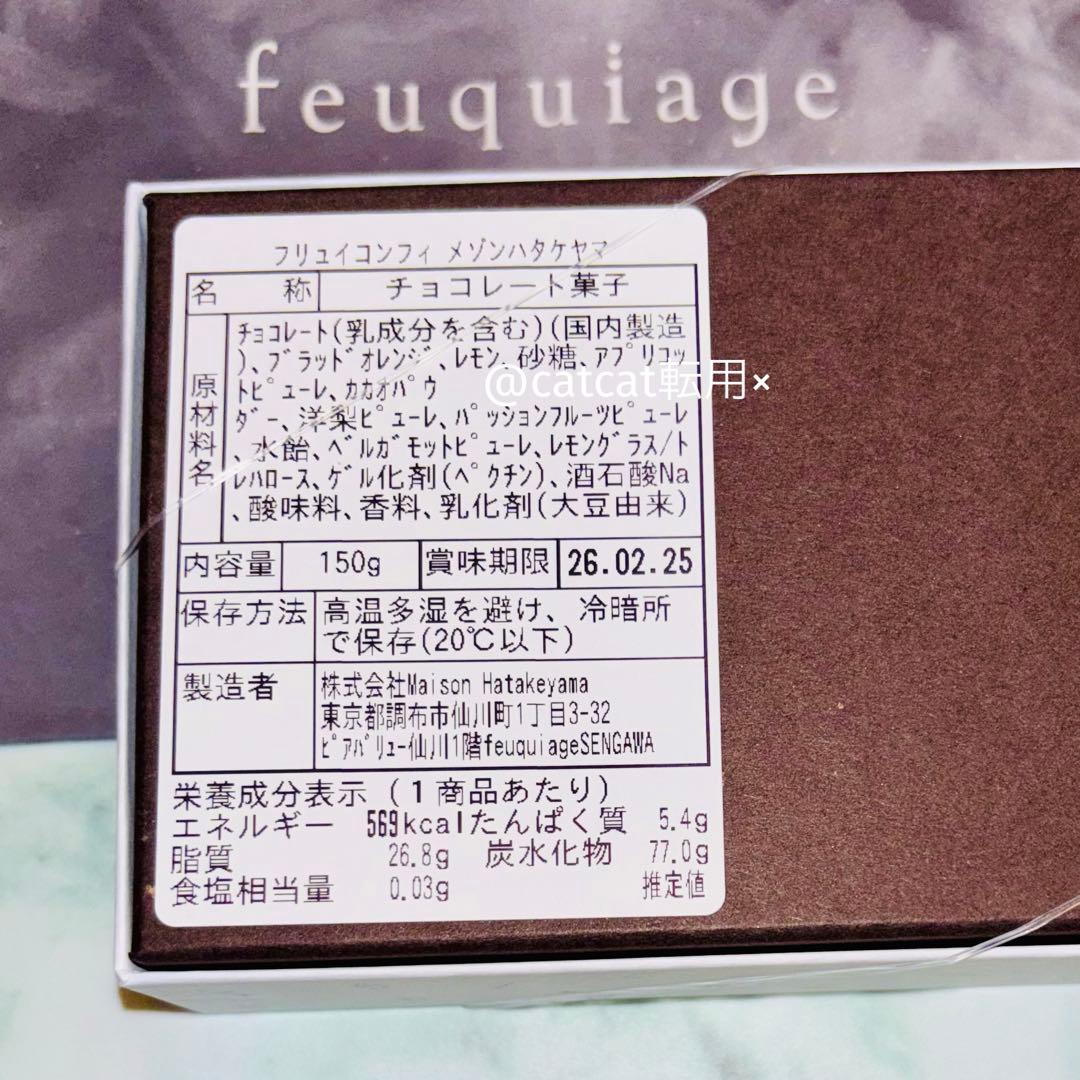 feuquiage
フリュイコンフィ メゾンハタケヤマ
名称 チョコレート菓子
原材料名
チョコレート(乳成分を含む)(国内製造
)、ブラッドオレンジ、レモン、砂糖、アプリコッ
トピューレ、カカオパウ
ダー、洋梨ピューレ、パッションフルーツピューレ
、水飴、ベルガモットピューレ、レモングラス/ト
レハロース、ゲル化剤(ペクチン)、酒石酸Na
、酸味料、香料、乳化剤(大豆由来)
@catcat転用×
内容量 150g 賞味期限 26.02.25
保存方法 高温多湿を避け、冷暗所
で保存(20℃以下)
製造者 株式会社Maison Hatakeyama
東京都調布市仙川町1丁目3-32
ピアバリュー仙川1階feuquiageSENGAWA
栄養成分表示(1商品あたり)
エネルギー 569kcal たんぱく質 5.4g
脂質 26.8g 炭水化物 77.0g
食塩相当量 0.03g 推定値